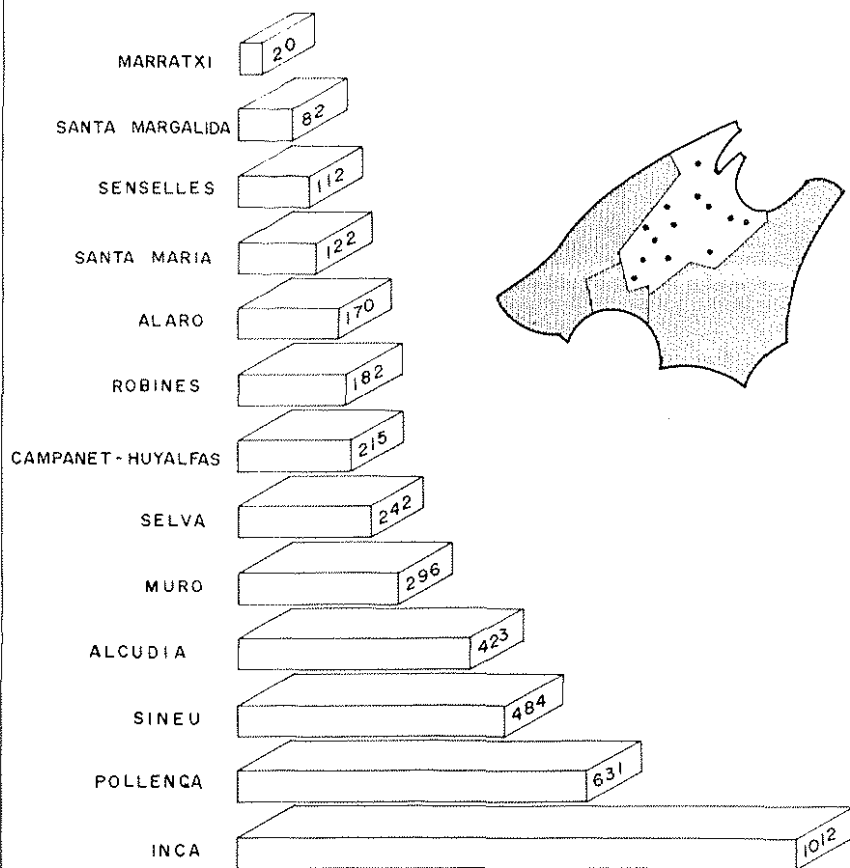 MARRATXI 20
SANTA MARGALIDA 82
SENSELLES 112
SANTA MARIA 122
ALARO 170
ROBINES 182
CAMPANET-HUYALFAS 215
SELVA 242
MURO 296
ALCUDIA 423
SINEU 484
POLLENÇA 631
INCA 1012